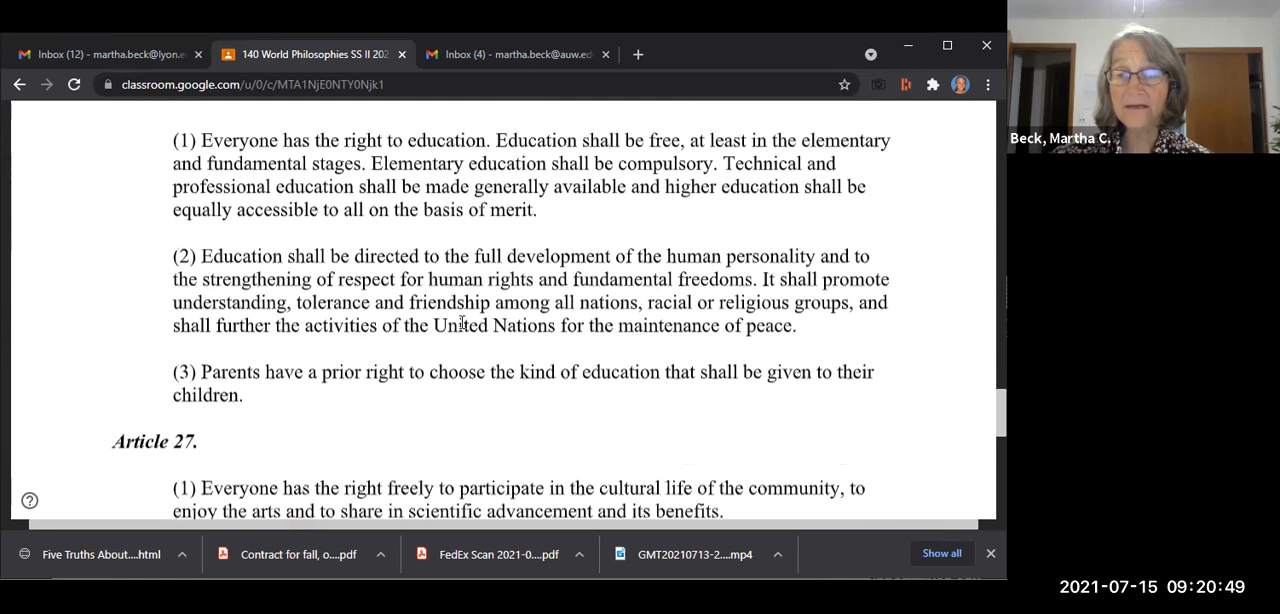 Inbox (12) - martha.beck@lyon.e
140 World Philosophies SS II 202
Inbox (4) - martha.beck@auw.ed
classroom.google.com/u/0/c/MTA1NjE0NTY0Njk1
Beck, Martha C.
(1) Everyone has the right to education. Education shall be free, at least in the elementary
and fundamental stages. Elementary education shall be compulsory. Technical and
professional education shall be made generally available and higher education shall be
equally accessible to all on the basis of merit.
(2) Education shall be directed to the full development of the human personality and to
the strengthening of respect for human rights and fundamental freedoms. It shall promote
understanding, tolerance and friendship among all nations, racial or religious groups, and
shall further the activities of the United Nations for the maintenance of peace.
(3) Parents have a prior right to choose the kind of education that shall be given to their
children.
Article 27.
(1) Everyone has the right freely to participate in the cultural life of the community, to
enjoy the arts and to share in scientific advancement and its benefits.
Five Truths About....html
Contract for fall, o....pdf
FedEx Scan 2021-0....pdf
GMT20210713-2....mp4
Show all
2021-07-15 09:20:49